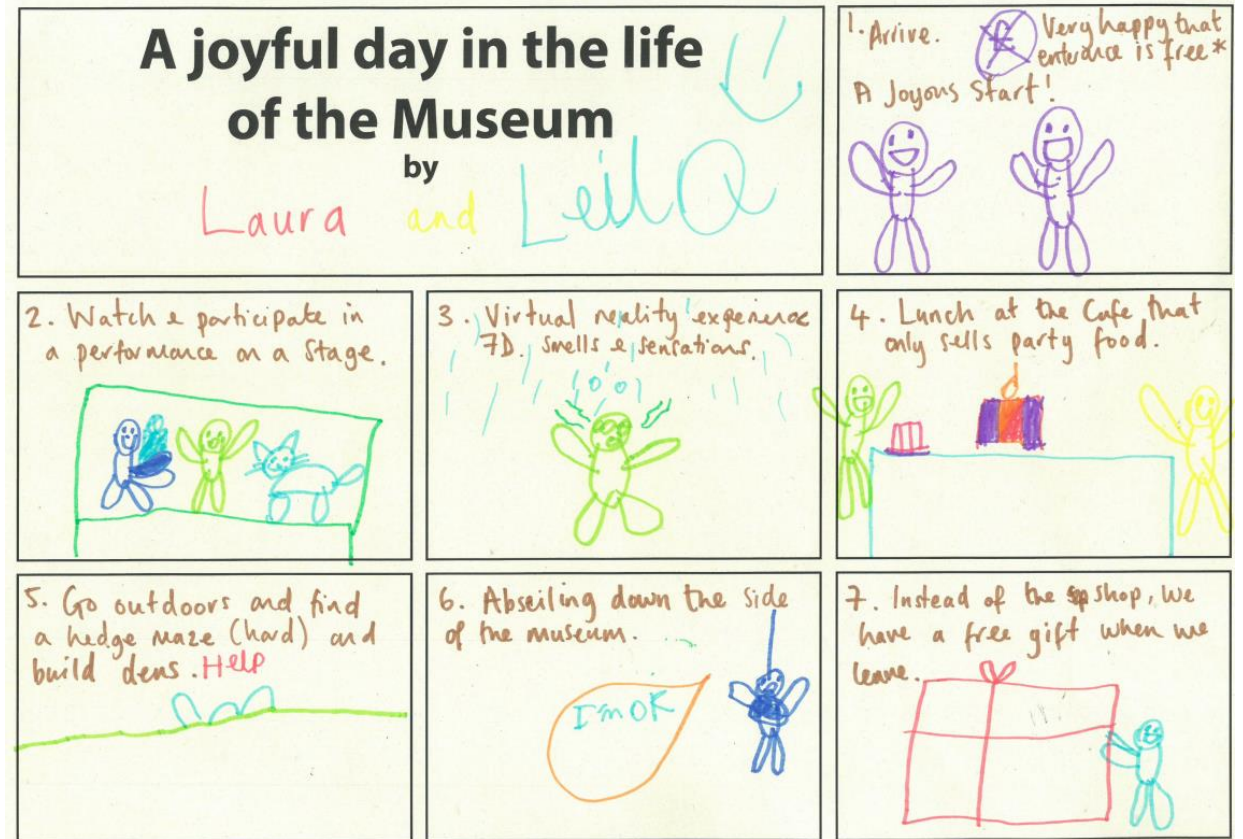 A joyful day in the life
of the Museum
by
Laura and Leila
1. Arrive. £ Very happy that
entrance is free*
A Joyous Start!
2. Watch & participate in
a performance on a stage.
3. Virtual reality experience
7D. smells & sensations.
4. Lunch at the Cafe that
only sells party food.
5. Go outdoors and find
a hedge maze (hard) and
build dens. Help
6. Abseiling down the side
of the museum.
I'm OK
7. Instead of the shop, we
have a free gift when we
leave.